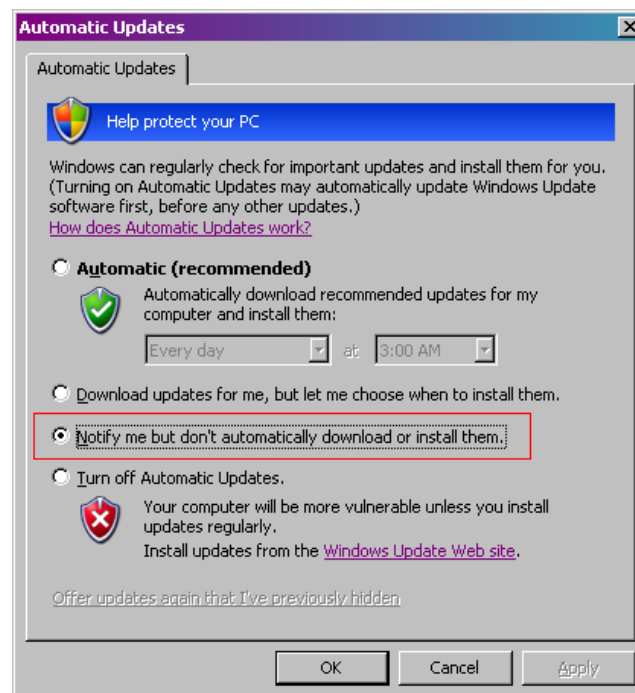 Automatic Updates
Automatic Updates
Help protect your PC
Windows can regularly check for important updates and install them for you.
(Turning on Automatic Updates may automatically update Windows Update
software first, before any other updates.)
How does Automatic Updates work?
Automatic (recommended)
Automatically download recommended updates for my
computer and install them:
Every day at 3:00 AM
Download updates for me, but let me choose when to install them.
Notify me but don't automatically download or install them.
Turn off Automatic Updates.
Your computer will be more vulnerable unless you install
updates regularly.
Install updates from the Windows Update Web site.
Offer updates again that I've previously hidden
OK Cancel Apply